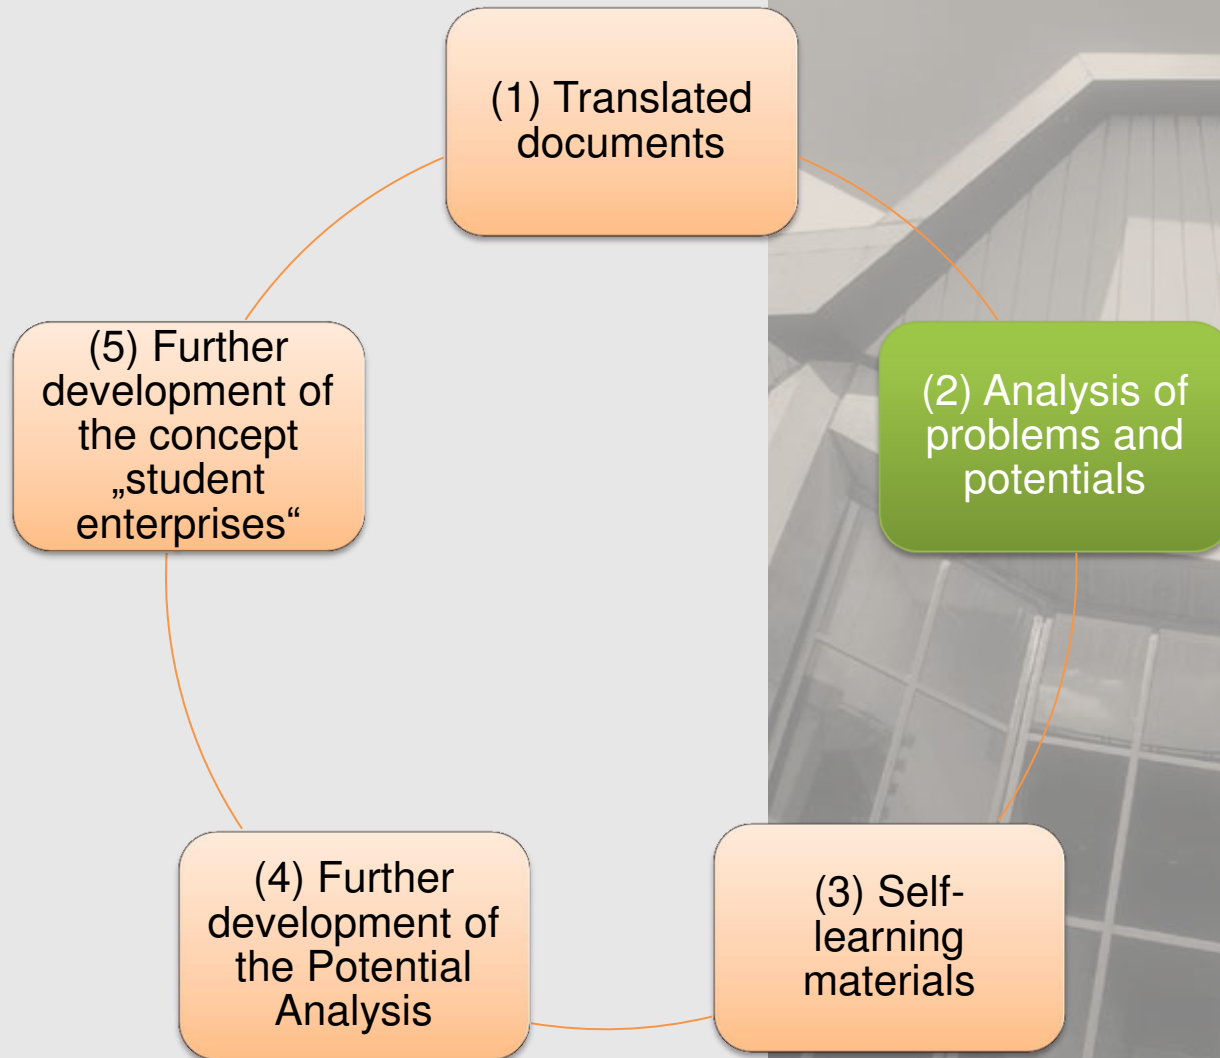 (1) Translated
documents
(2) Analysis of
problems and
potentials
(3) Self-
learning
materials
(4) Further
development of
the Potential
Analysis
(5) Further
development of
the concept
„student
enterprises“